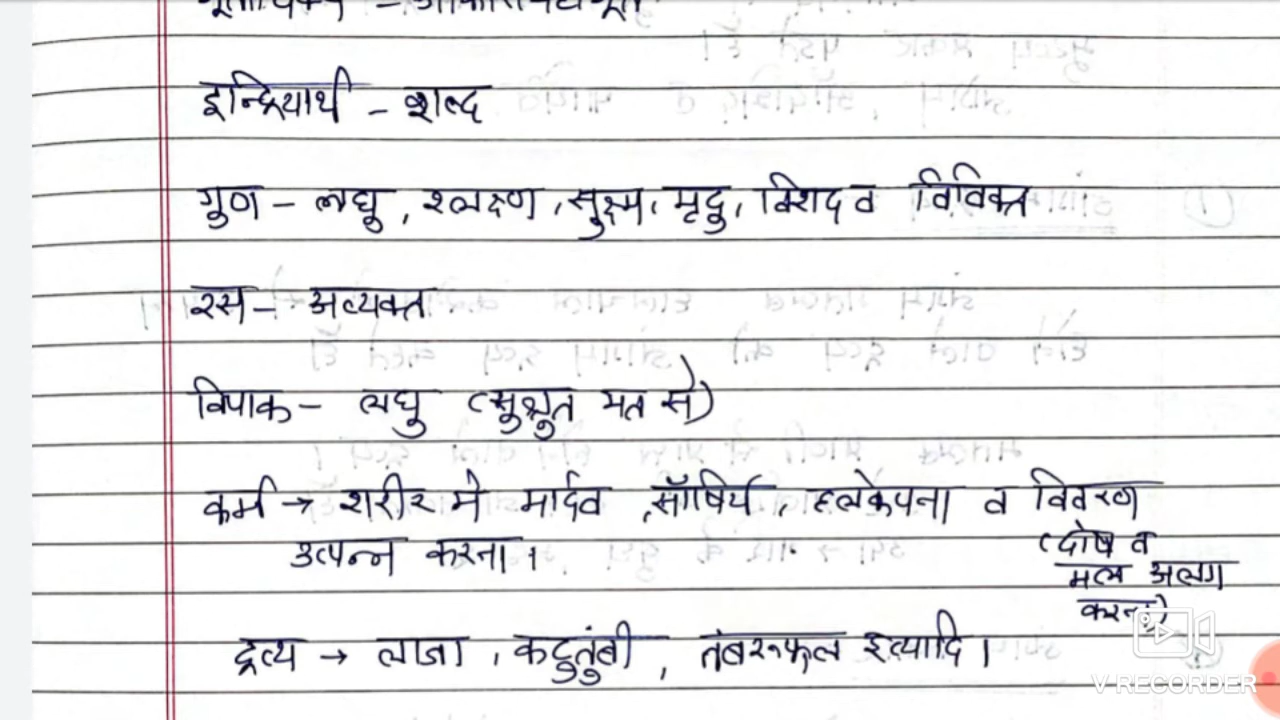 इन्द्रियार्थ - शब्द
गुण - लघु, श्लक्ष्ण, सुक्ष्म, मृदु, विशद व विविक्त
रस - अव्यक्त
विपाक - लघु (सुश्रुत मत से)
कर्म → शरीर मे मार्दव, सौषिर्य, हल्केपना व विवरण
उत्पन्न करना।
(दोष व
मल अलग
करना)
द्रव्य → लाजा, कटुतुंबी, तुंबरूफल इत्यादि।
V RECORDER